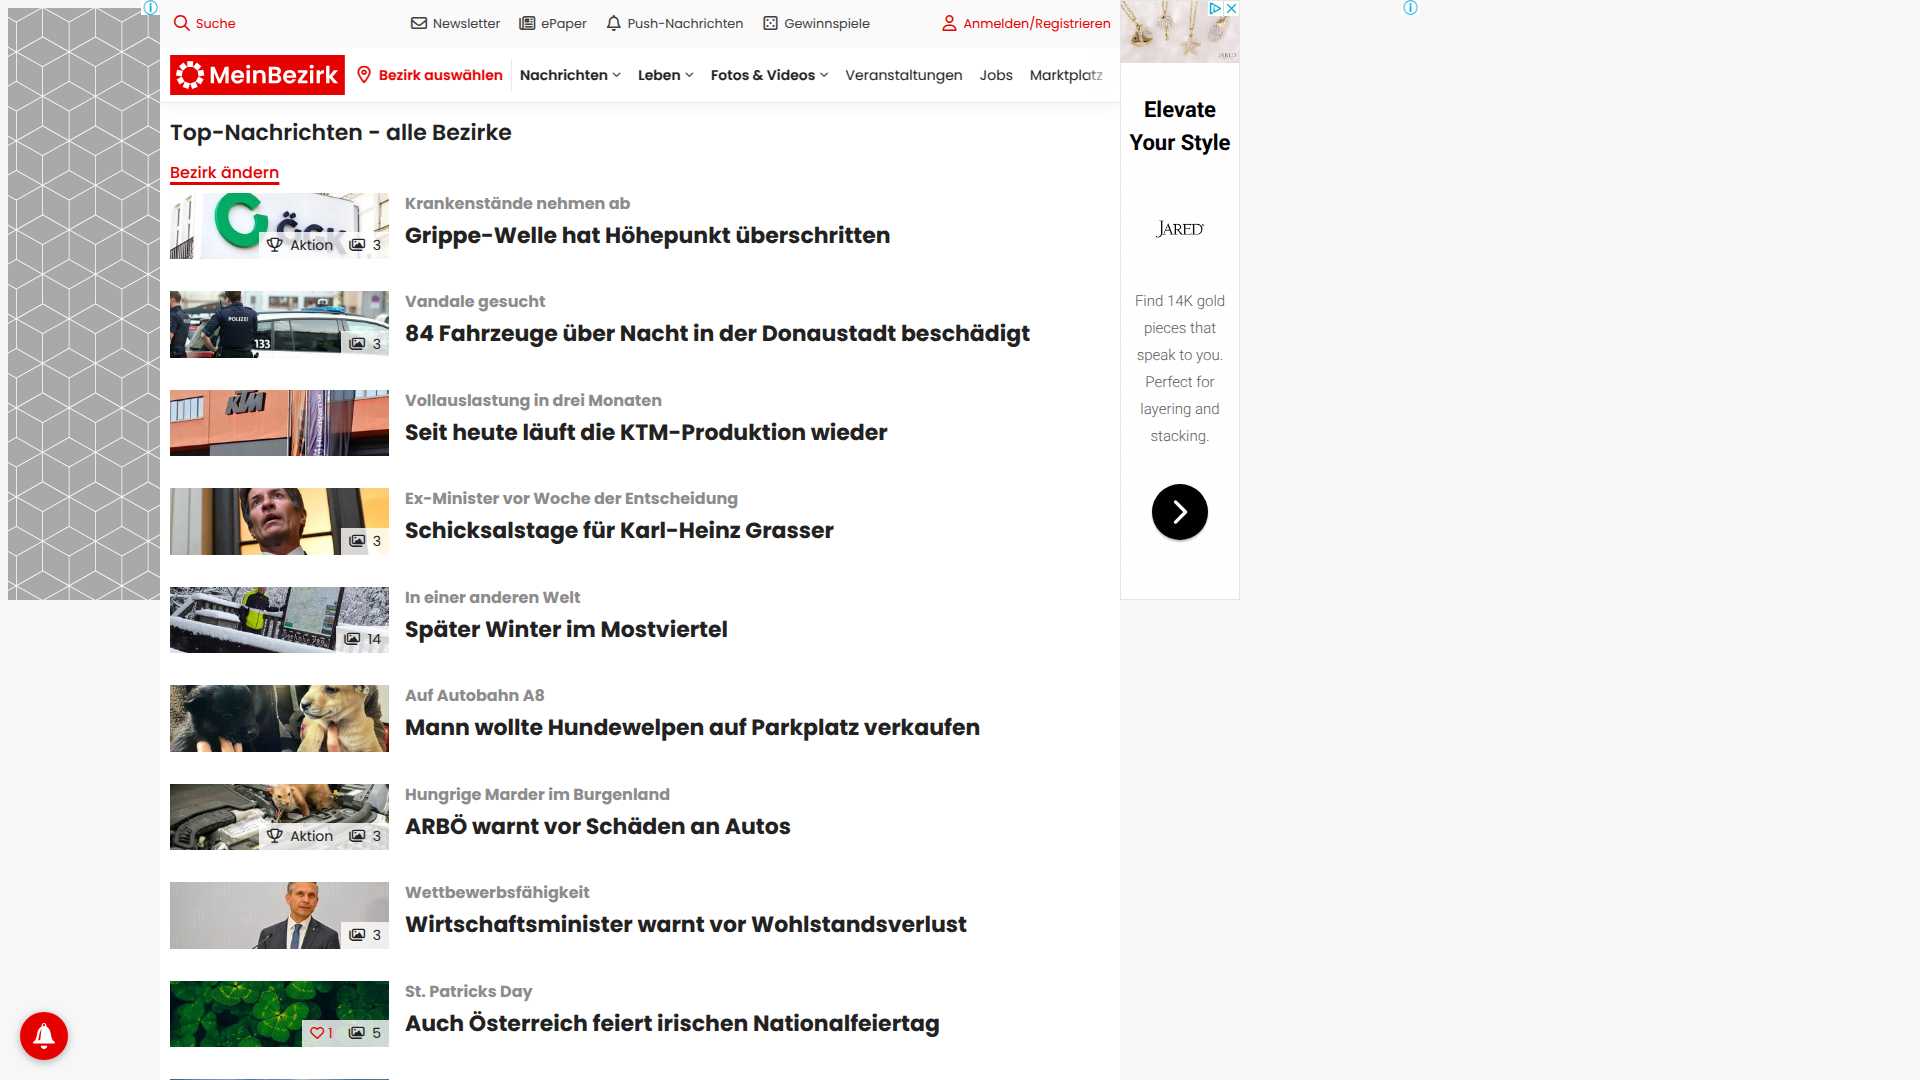 Suche
Newsletter
ePaper
Push-Nachrichten
Gewinnspiele
Anmelden/Registrieren
MeinBezirk
Bezirk auswählen
Nachrichten
Leben
Fotos & Videos
Veranstaltungen
Jobs
Marktplatz
Top-Nachrichten - alle Bezirke
Bezirk ändern
Aktion 3
Krankenstände nehmen ab
Grippe-Welle hat Höhepunkt überschritten
POLIZEI
133
3
Vandale gesucht
84 Fahrzeuge über Nacht in der Donaustadt beschädigt
KTM
Vollauslastung in drei Monaten
Seit heute läuft die KTM-Produktion wieder
3
Ex-Minister vor Woche der Entscheidung
Schicksalstage für Karl-Heinz Grasser
14
In einer anderen Welt
Später Winter im Mostviertel
Auf Autobahn A8
Mann wollte Hundewelpen auf Parkplatz verkaufen
Aktion 3
Hungrige Marder im Burgenland
ARBÖ warnt vor Schäden an Autos
3
Wettbewerbsfähigkeit
Wirtschaftsminister warnt vor Wohlstandsverlust
1 5
St. Patricks Day
Auch Österreich feiert irischen Nationalfeiertag
JARED
Elevate
Your Style
JARED
Find 14K gold
pieces that
speak to you.
Perfect for
layering and
stacking.